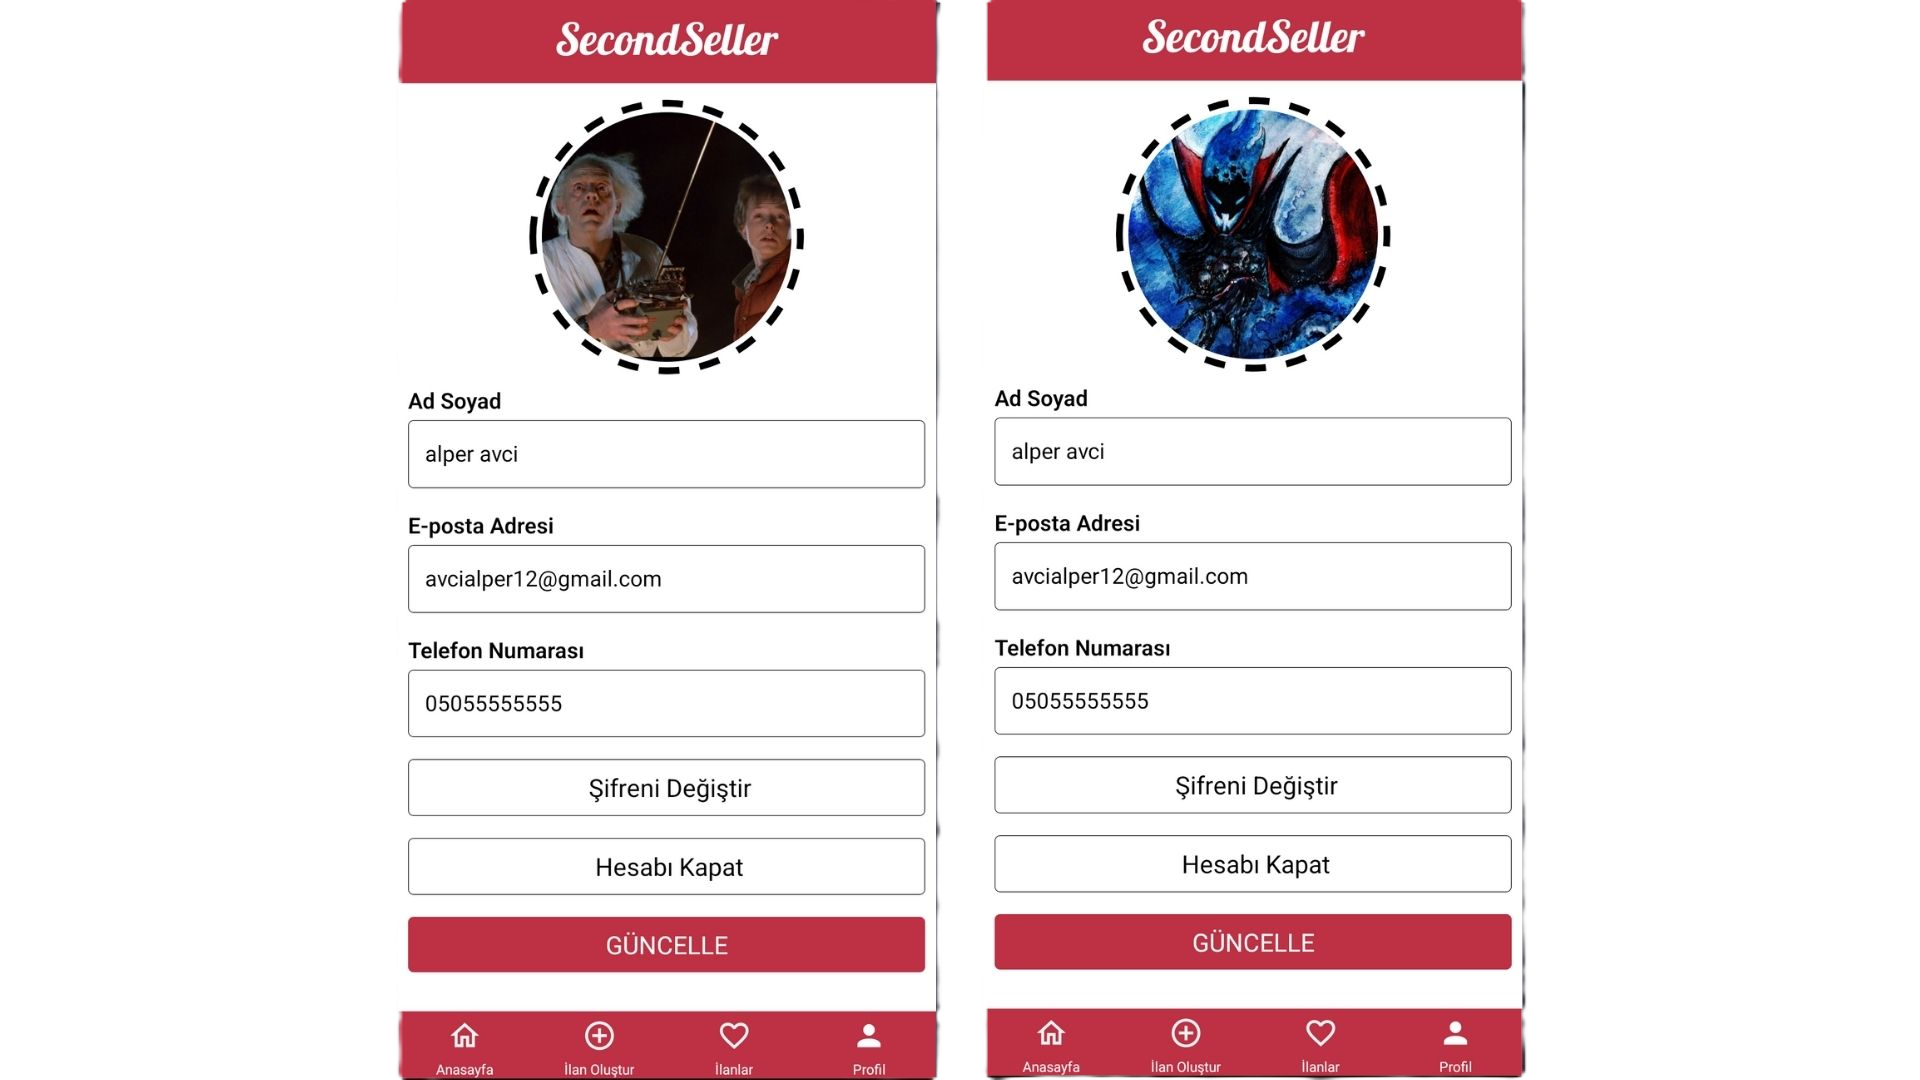 SecondSeller
Ad Soyad
alper avci
E-posta Adresi
avcialper12@gmail.com
Telefon Numarası
05055555555
Şifreni Değiştir
Hesabı Kapat
GÜNCELLE
Anasayfa
İlan Oluştur
İlanlar
Profil
SecondSeller
Ad Soyad
alper avci
E-posta Adresi
avcialper12@gmail.com
Telefon Numarası
05055555555
Şifreni Değiştir
Hesabı Kapat
GÜNCELLE
Anasayfa
İlan Oluştur
İlanlar
Profil